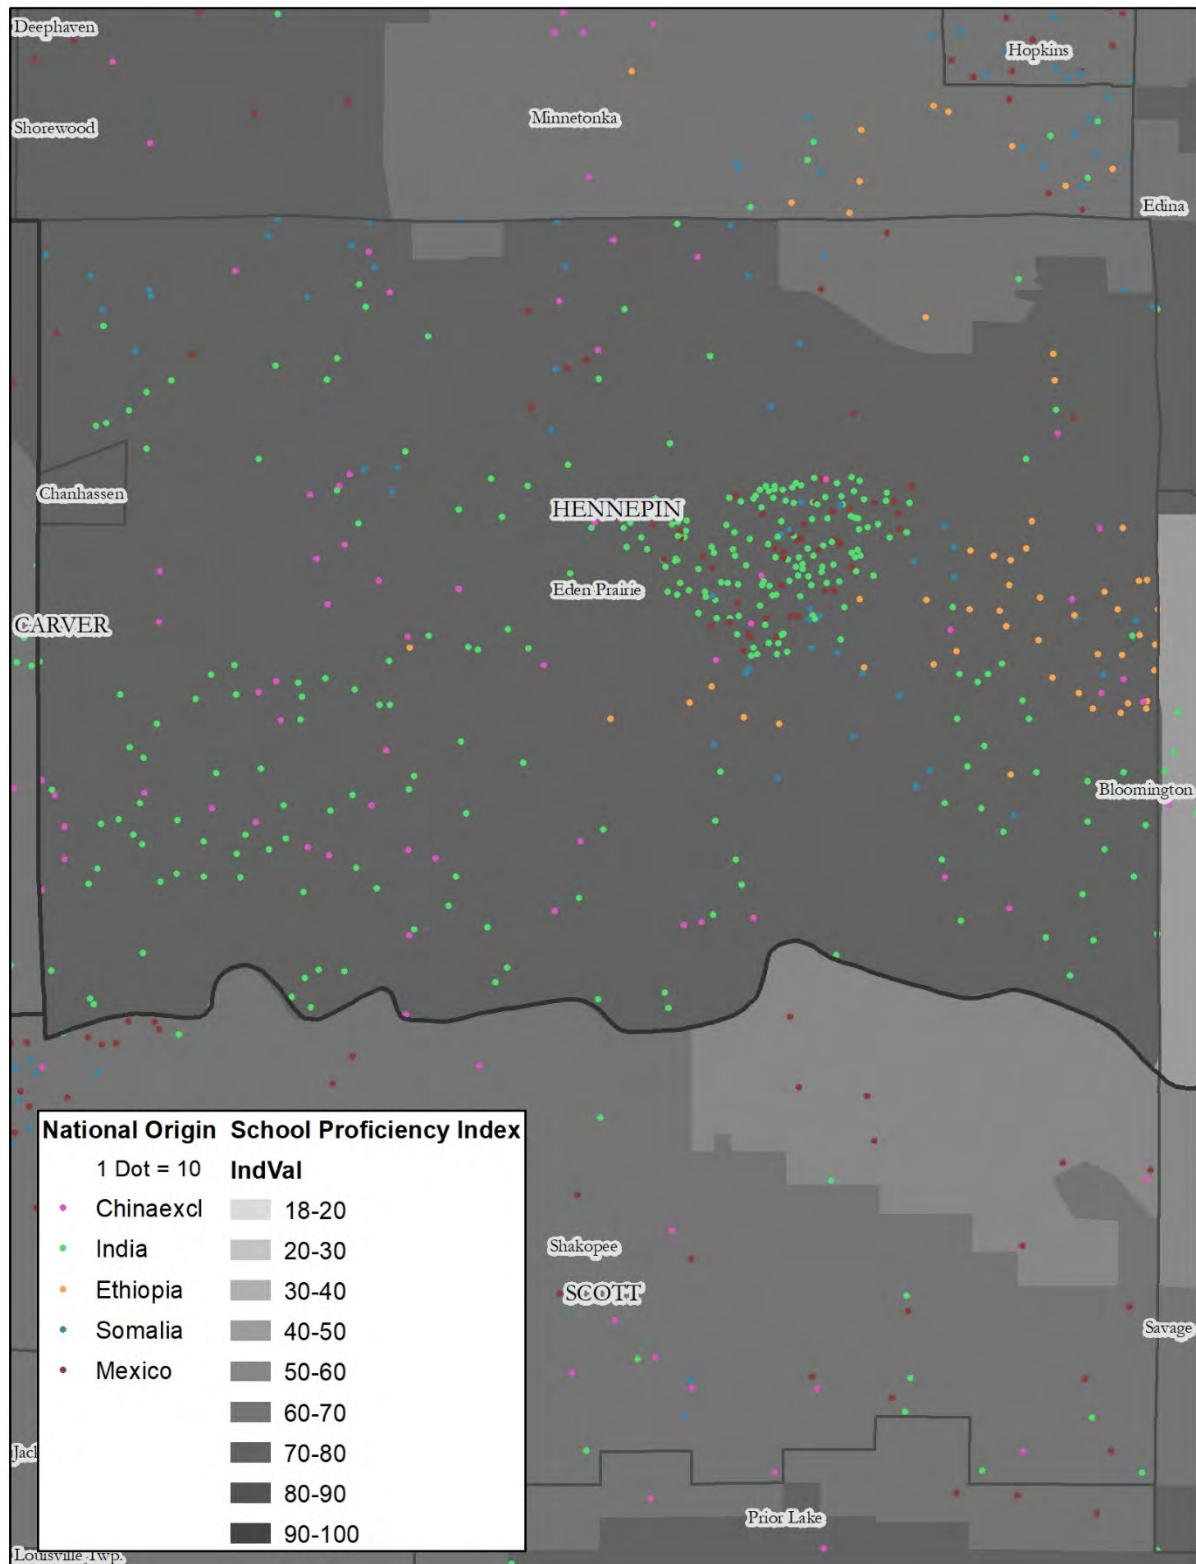 Deephaven
Hopkins
Minnetonka
Shorewood
Edina
Chanhassen
HENNEPIN
Eden Prairie
CARVER
Bloomington
National Origin School Proficiency Index
1 Dot = 10 IndVal
Chinaexcl 18-20
India 20-30
Ethiopia 30-40
Somalia 40-50
Mexico 50-60
60-70
70-80
80-90
90-100
Shakopee
SCOTT
Savage
Jac
Prior Lake
Louisville Twp.